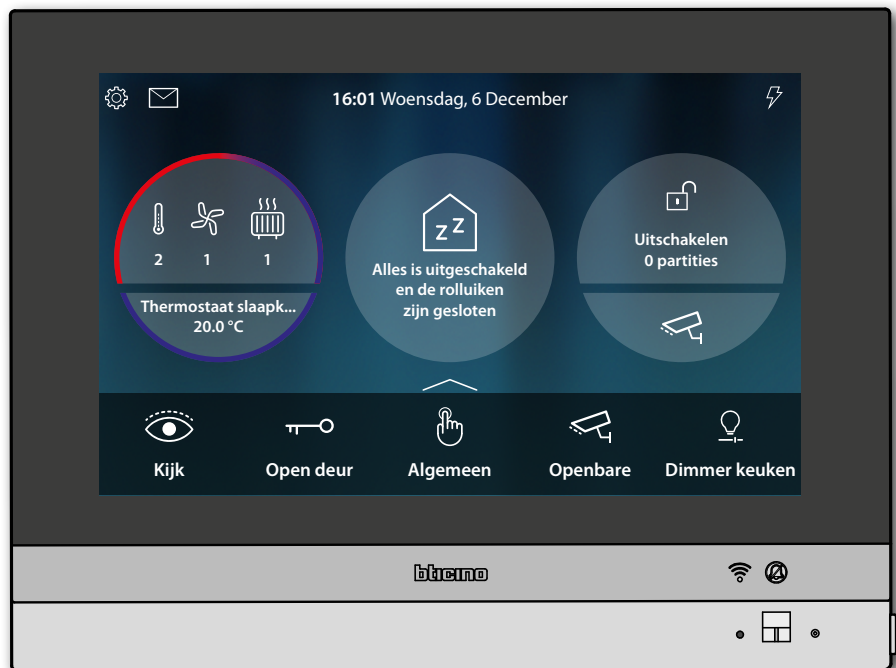 16:01 Woensdag, 6 December
2 1 1
Thermostaat slaapk...
20.0 °C
zz
Alles is uitgeschakeld
en de rolluiken
zijn gesloten
Uitschakelen
0 partities
Kijk
Open deur
Algemeen
Openbare
Dimmer keuken
bticino